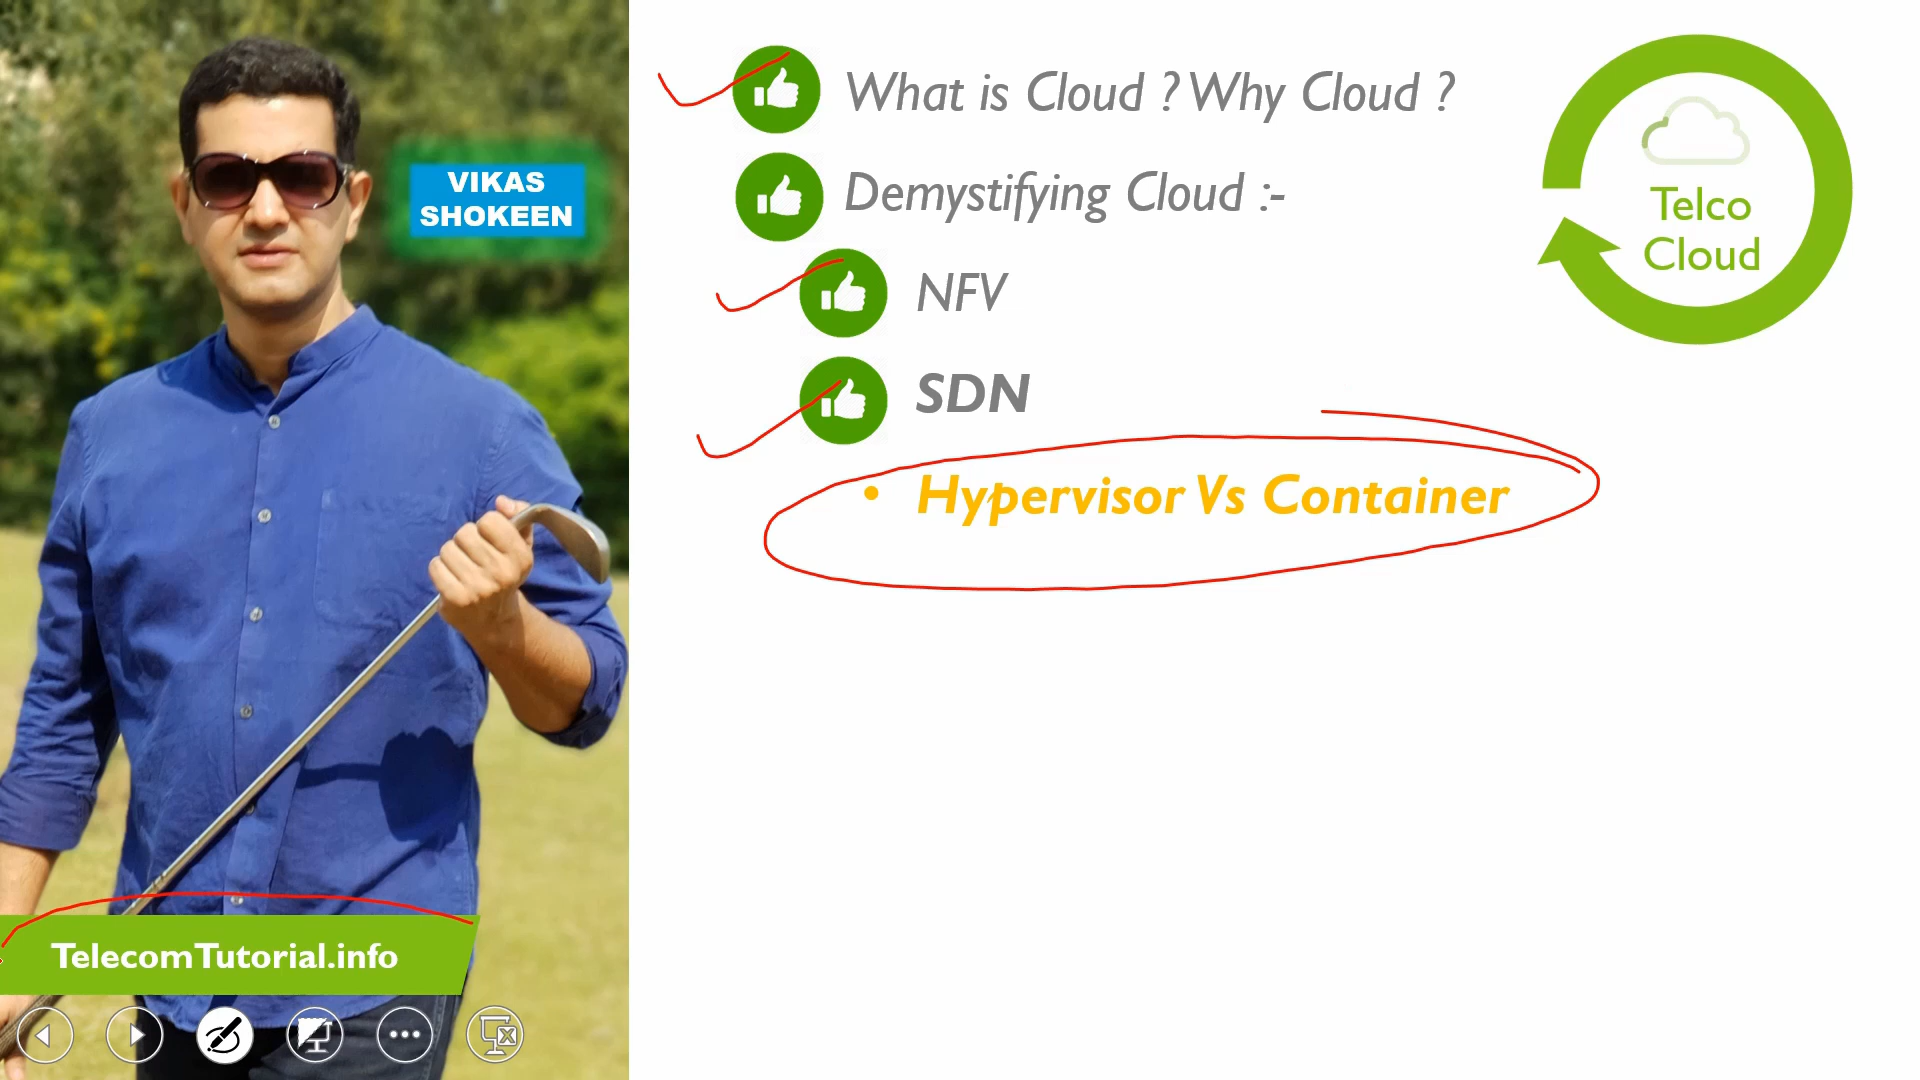 VIKAS
SHOKEEN
TelecomTutorial.info
What is Cloud ? Why Cloud ?
Demystifying Cloud :-
NFV
SDN
• Hypervisor Vs Container
Telco
Cloud